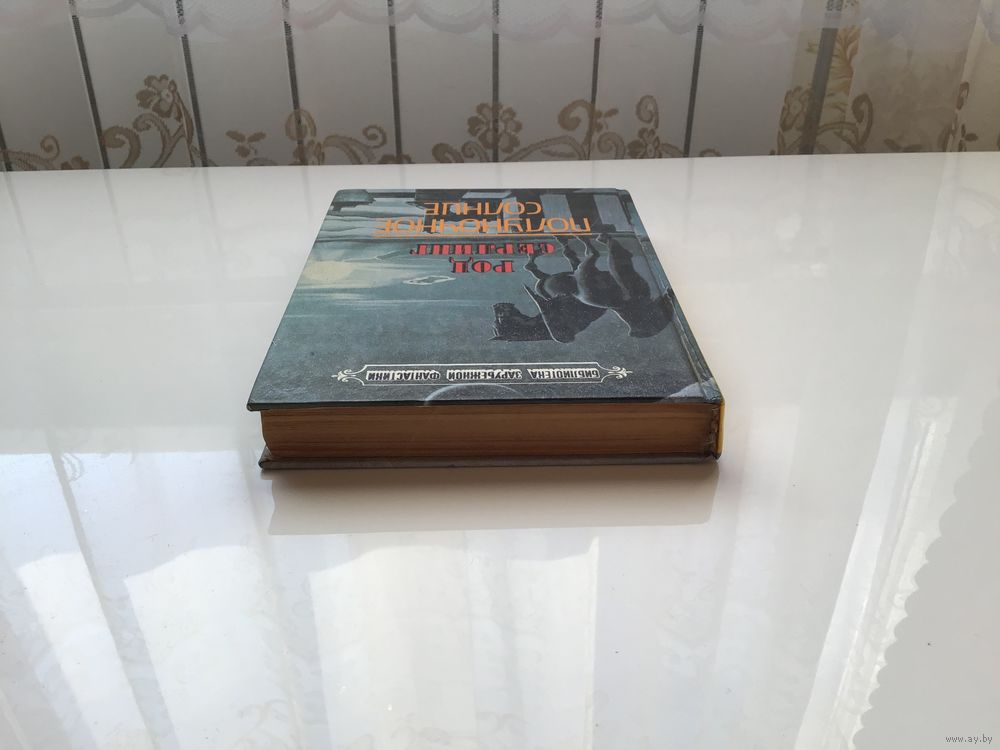 БИБЛИОТЕКА ЗАРУБЕЖНОЙ ФАНТАСТИКИ
РОД
СЕРЛИНГ
ПОЛУНОЧНОЕ
СОЛНЦЕ
www.ay.by